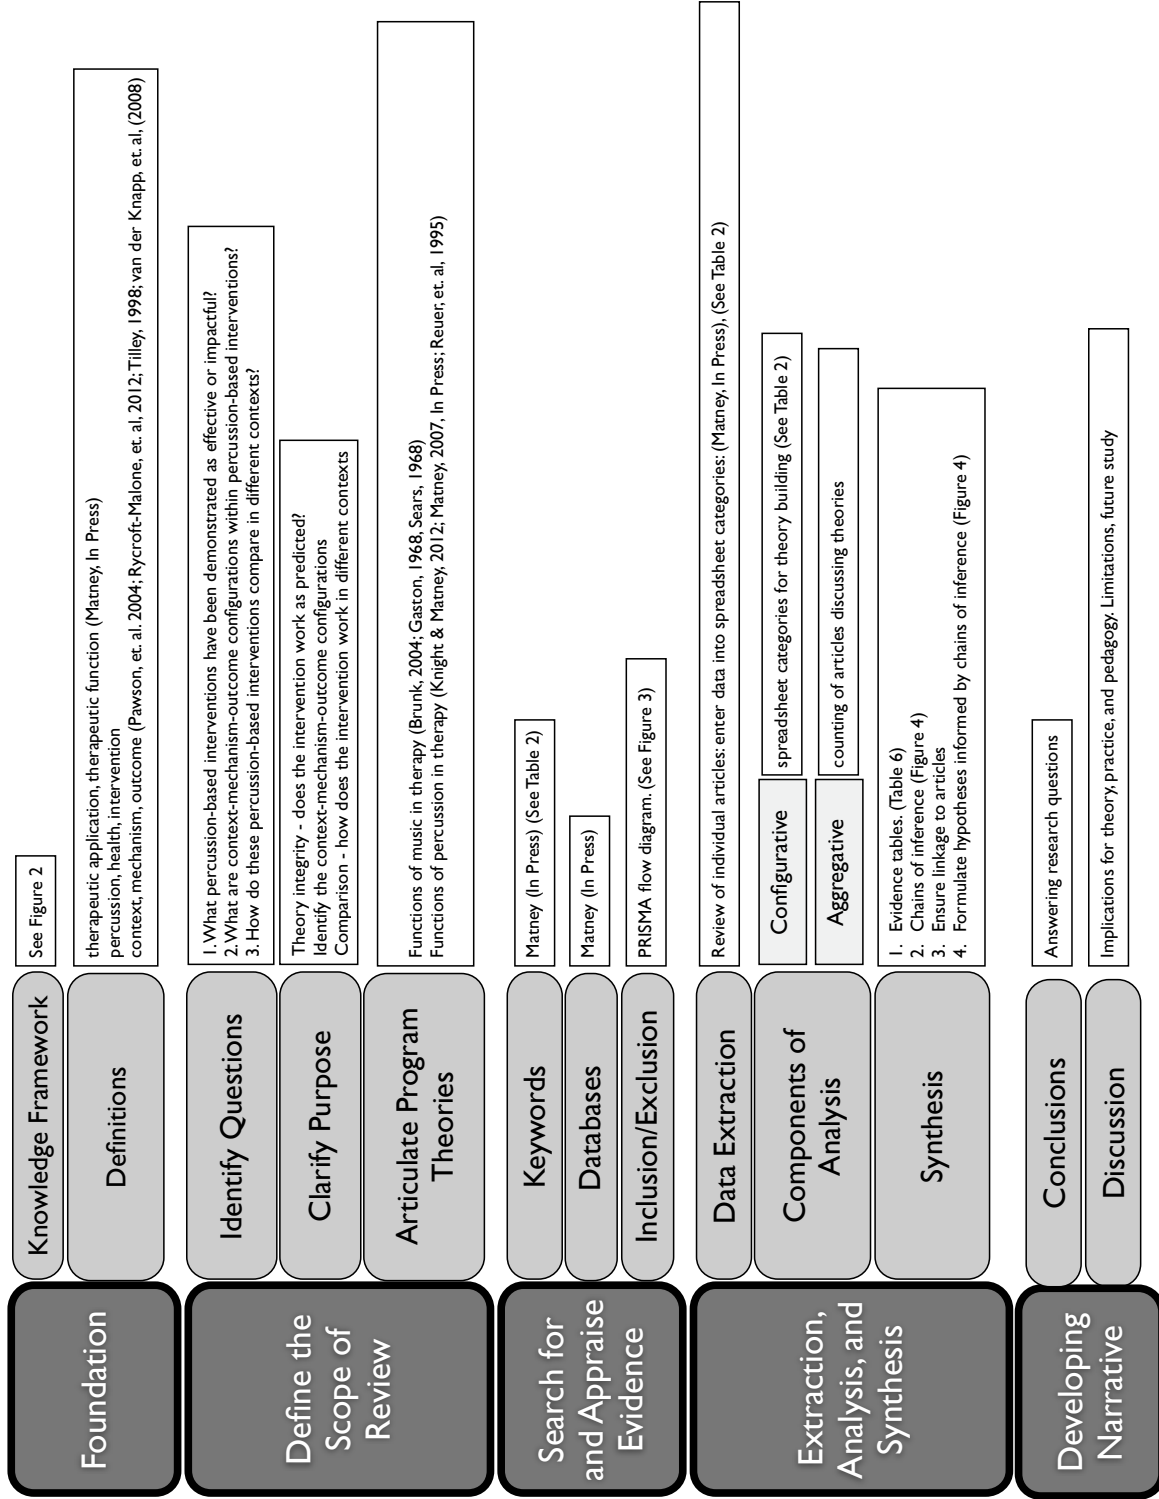 Foundation
Knowledge Framework
See Figure 2
Definitions
therapeutic application, therapeutic function (Matney, In Press)
percussion, health, intervention
context, mechanism, outcome (Pawson, et. al. 2004; Rycroft-Malone, et. al, 2012; Tilley, 1998; van der Knapp, et. al, (2008)
Define the
Scope of
Review
Identify Questions
1. What percussion-based interventions have been demonstrated as effective or impactful?
2. What are context-mechanism-outcome configurations within percussion-based interventions?
3. How do these percussion-based interventions compare in different contexts?
Clarify Purpose
Theory integrity - does the intervention work as predicted?
Identify the context-mechanism-outcome configurations
Comparison - how does the intervention work in different contexts
Articulate Program
Theories
Functions of music in therapy (Brunk, 2004; Gaston, 1968, Sears, 1968)
Functions of percussion in therapy (Knight & Matney, 2012; Matney, 2007, In Press; Reuer, et. al, 1995)
Search for
and Appraise
Evidence
Keywords
Matney (In Press) (See Table 2)
Databases
Matney (In Press)
Inclusion/Exclusion
PRISMA flow diagram. (See Figure 3)
Extraction,
Analysis, and
Synthesis
Data Extraction
Review of individual articles: enter data into spreadsheet categories: (Matney, In Press), (See Table 2)
Components of
Analysis
Configurative
spreadsheet categories for theory building (See Table 2)
Aggregative
counting of articles discussing theories
Synthesis
1. Evidence tables. (Table 6)
2. Chains of inference (Figure 4)
3. Ensure linkage to articles
4. Formulate hypotheses informed by chains of inference (Figure 4)
Developing
Narrative
Conclusions
Answering research questions
Discussion
Implications for theory, practice, and pedagogy. Limitations, future study